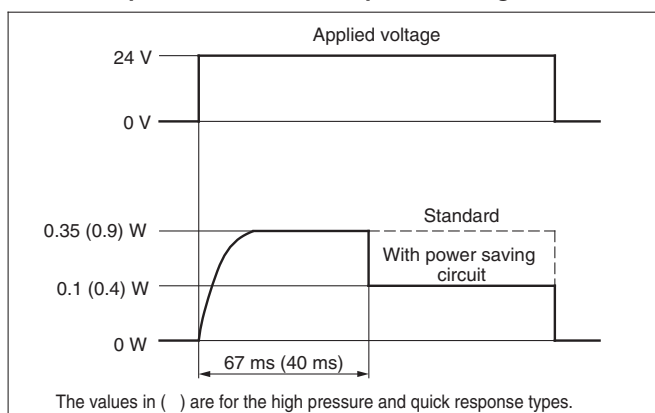 Applied voltage
24 V
0 V
Standard
0.35 (0.9) W
With power saving
circuit
0.1 (0.4) W
0 W
67 ms (40 ms)
The values in (  ) are for the high pressure and quick response types.